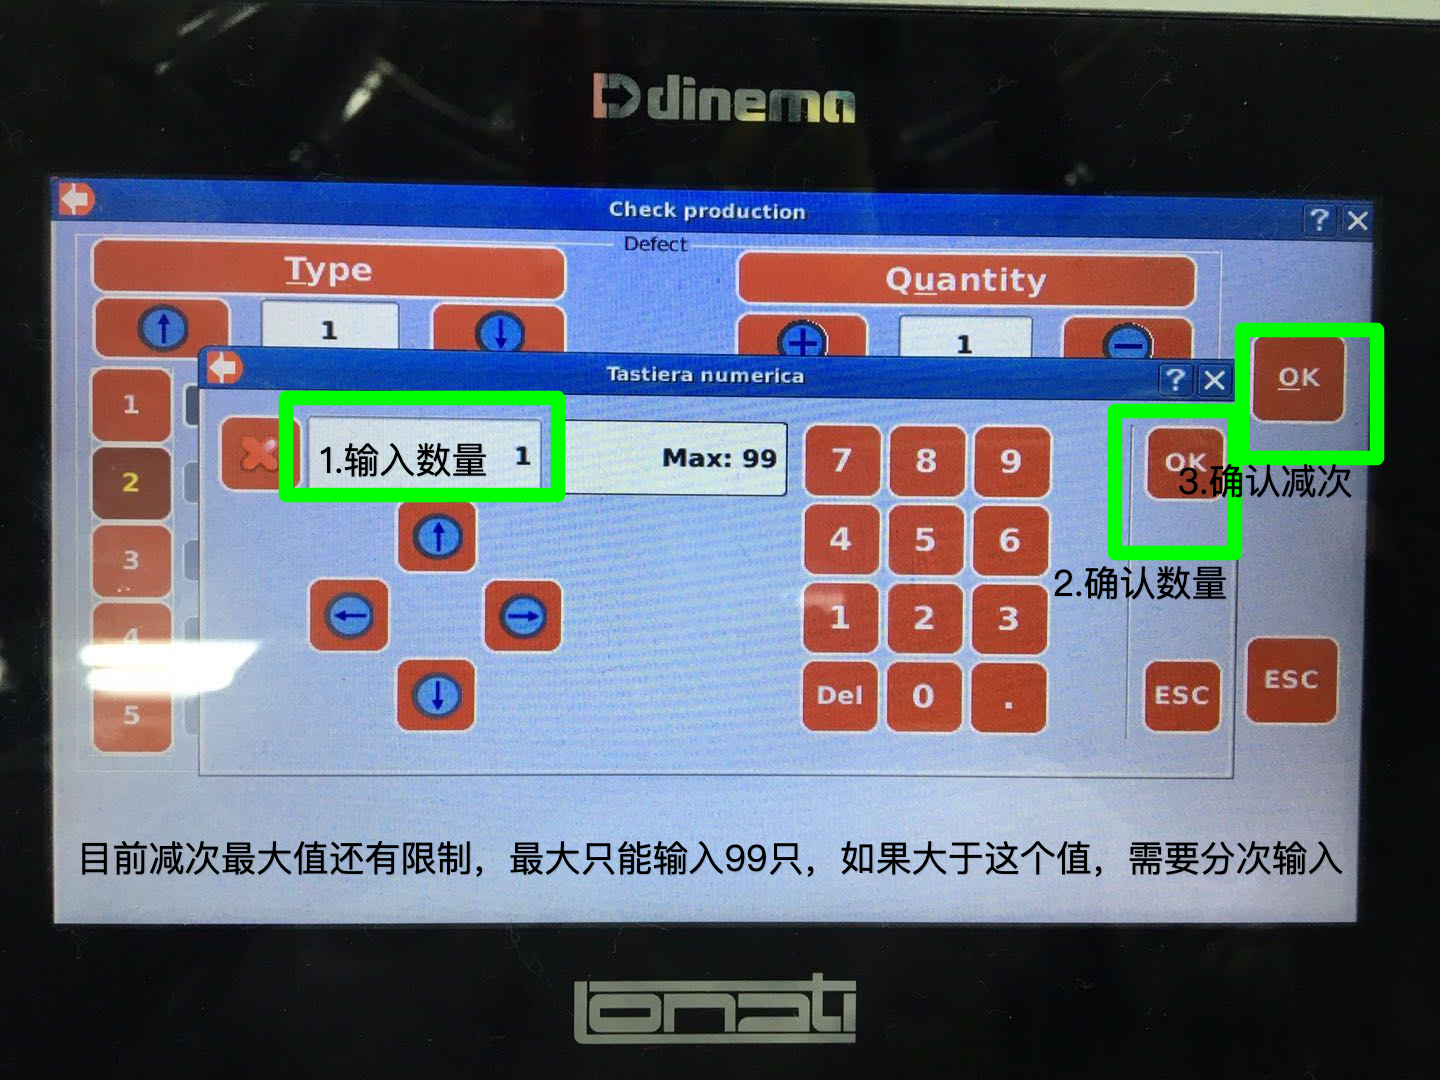 dinema
Check production
?
Defect
Type
Quantity
1
1
OK
Tastiera numerica
?
1
2
3
4
5
1.输入数量 1
Max: 99
7 8 9
4 5 6
1 2 3
Del 0 .
OK
3.确认减次
2.确认数量
ESC
ESC
目前减次最大值还有限制，最大只能输入99只，如果大于这个值，需要分次输入
lonati